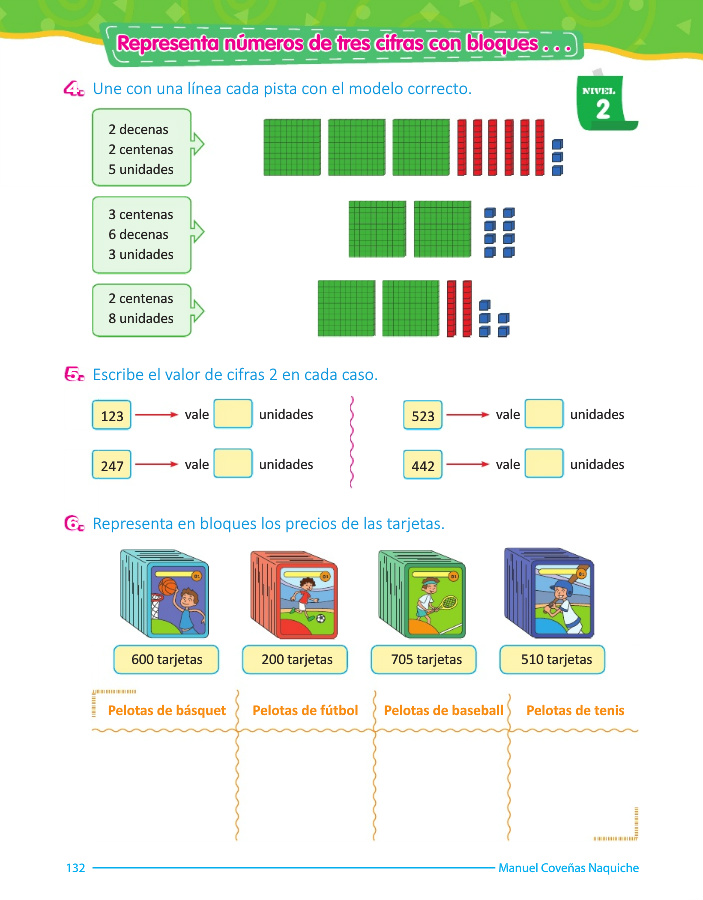 Representa números de tres cifras con bloques . . .
4. Une con una línea cada pista con el modelo correcto.
NIVEL
2
2 decenas
2 centenas
5 unidades
3 centenas
6 decenas
3 unidades
2 centenas
8 unidades
5. Escribe el valor de cifras 2 en cada caso.
123 vale unidades
523 vale unidades
247 vale unidades
442 vale unidades
6. Representa en bloques los precios de las tarjetas.
600 tarjetas
200 tarjetas
705 tarjetas
510 tarjetas
Pelotas de básquet
Pelotas de fútbol
Pelotas de baseball
Pelotas de tenis
132
Manuel Coveñas Naquiche